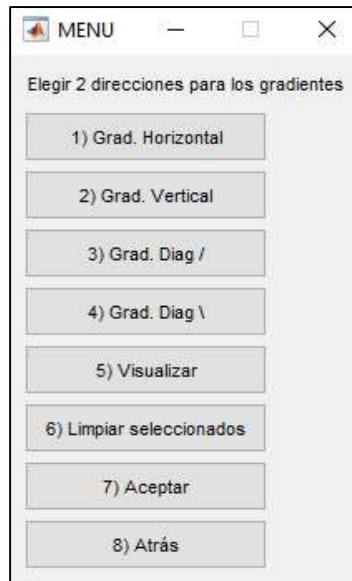 MENU
Elegir 2 direcciones para los gradientes
1) Grad. Horizontal
2) Grad. Vertical
3) Grad. Diag /
4) Grad. Diag \
5) Visualizar
6) Limpiar seleccionados
7) Aceptar
8) Atrás